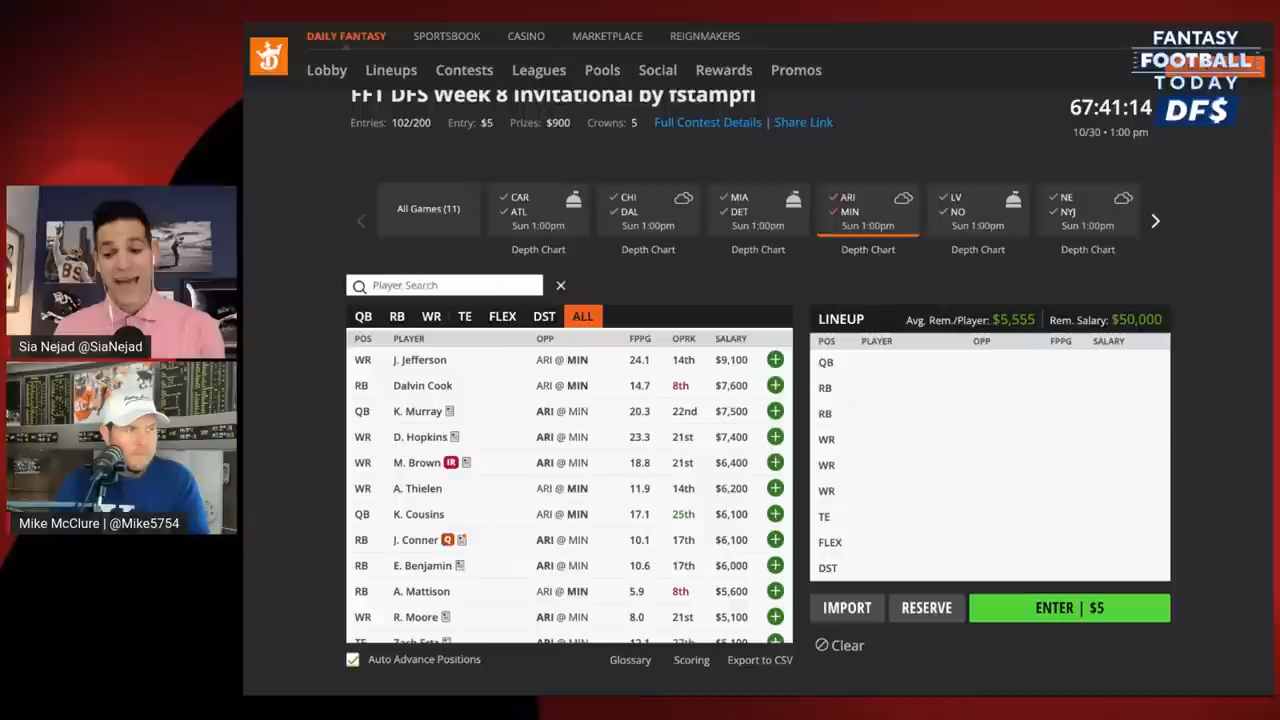 DAILY FANTASY SPORTSBOOK CASINO MARKETPLACE REIGNMAKERS
Lobby Lineups Contests Leagues Pools Social Rewards Promos
FANTASY
FOOTBALL
TODAY
DF$
FFT DFS Week 8 Invitational by fstampfl
Entries: 102/200 Entry: $5 Prizes: $900 Crowns: 5 Full Contest Details | Share Link
67:41:14
10/30 • 1:00 pm
All Games (11)
CAR
ATL
Sun 1:00pm
Depth Chart
CHI
DAL
Sun 1:00pm
Depth Chart
MIA
DET
Sun 1:00pm
Depth Chart
ARI
MIN
Sun 1:00pm
Depth Chart
LV
NO
Sun 1:00pm
Depth Chart
NE
NYJ
Sun 1:00pm
Depth Chart
Player Search
QB RB WR TE FLEX DST ALL
POS PLAYER OPP FPPG OPRK SALARY
WR J. Jefferson ARI @ MIN 24.1 14th $9,100
RB Dalvin Cook ARI @ MIN 14.7 8th $7,600
QB K. Murray ARI @ MIN 20.3 22nd $7,500
WR D. Hopkins ARI @ MIN 23.3 21st $7,400
WR M. Brown IR ARI @ MIN 18.8 21st $6,400
WR A. Thielen ARI @ MIN 11.9 14th $6,200
QB K. Cousins ARI @ MIN 17.1 25th $6,100
RB J. Conner Q ARI @ MIN 10.1 17th $6,100
RB E. Benjamin ARI @ MIN 10.6 17th $6,000
RB A. Mattison ARI @ MIN 5.9 8th $5,600
WR R. Moore ARI @ MIN 8.0 21st $5,100
TE Zach Ertz ARI @ MIN 12.1 27th $5,100
Auto Advance Positions Glossary Scoring Export to CSV
LINEUP Avg. Rem./Player: $5,555 Rem. Salary: $50,000
POS PLAYER OPP FPPG SALARY
QB
RB
RB
WR
WR
WR
TE
FLEX
DST
IMPORT RESERVE ENTER | $5
Clear
89
Sia Nejad @SiaNejad
Mike McClure | @Mike5754